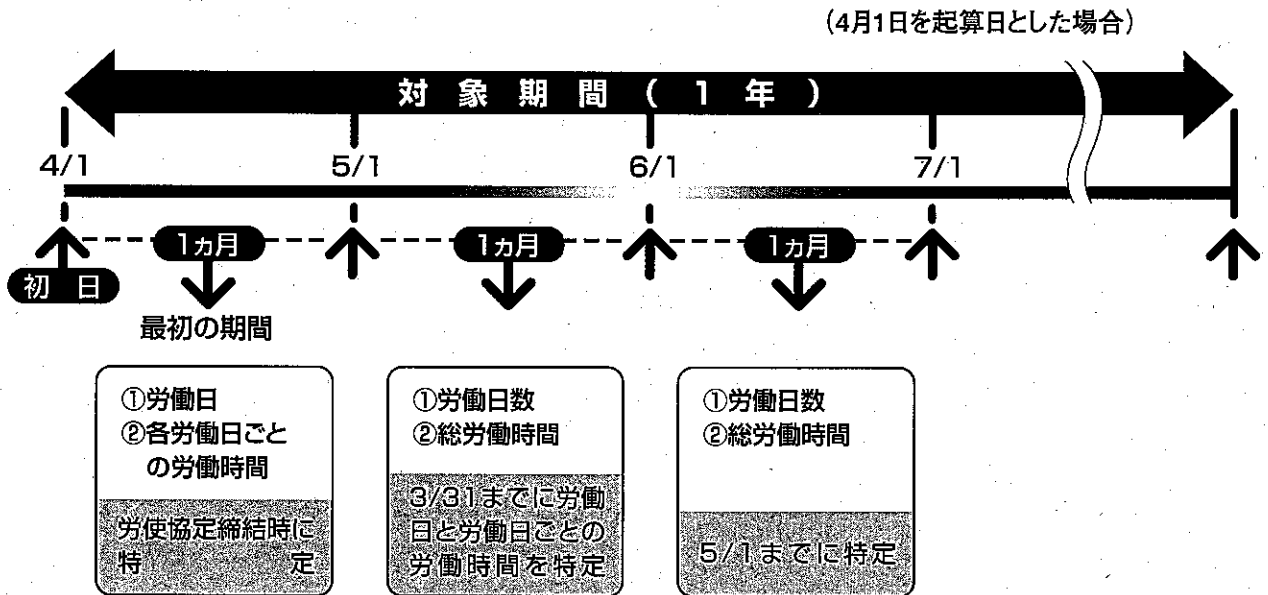 (4月1日を起算日とした場合)
対象期間(1年)
4/1
5/1
6/1
7/1
1ヵ月
1ヵ月
1ヵ月
初日
最初の期間
①労働日
②各労働日ごと
の労働時間
労使協定締結時に
特定
①労働日数
②総労働時間
3/31までに労働
日と労働日ごとの
労働時間を特定
①労働日数
②総労働時間
5/1までに特定